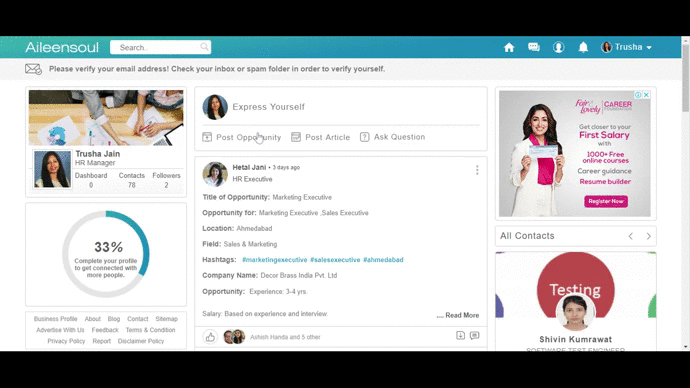 Aileensoul
Search..
Trusha
Please verify your email address! Check your inbox or spam folder in order to verify yourself.
Trusha Jain
HR Manager
Dashboard Contacts Followers
0 78 2
33%
Complete your profile
to get connected with
more people.
Business Profile About Blog Contact Sitemap
Advertise With Us Feedback Terms & Condition
Privacy Policy Report Disclaimer Policy
Express Yourself
Post Opportunity Post Article Ask Question
Hetal Jani • 3 days ago
HR Executive
Title of Opportunity: Marketing Executive
Opportunity for: Marketing Executive ,Sales Executive
Location: Ahmedabad
Field: Sales & Marketing
Hashtags: #marketingexecutive #salesexecutive #ahmedabad
Company Name: Decor Brass India Pvt. Ltd
Opportunity: Experience: 3-4 yrs.
Salary: Based on experience and interview.
.... Read More
Ashish Handa and 5 other
Fair & Lovely CAREER
Get closer to your
First Salary
with
1000+ Free
online courses
Career guidance
Resume builder
Register Now
All Contacts
Testing
Shivin Kumrawat
SOFTWARE TEST ENGINEER